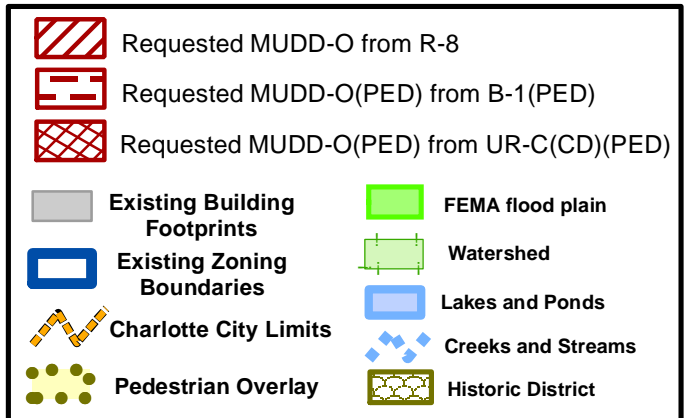 Requested MUDD-O from R-8
Requested MUDD-O(PED) from B-1(PED)
Requested MUDD-O(PED) from UR-C(CD)(PED)
Existing Building
Footprints
Existing Zoning
Boundaries
Charlotte City Limits
Pedestrian Overlay
FEMA flood plain
Watershed
Lakes and Ponds
Creeks and Streams
Historic District